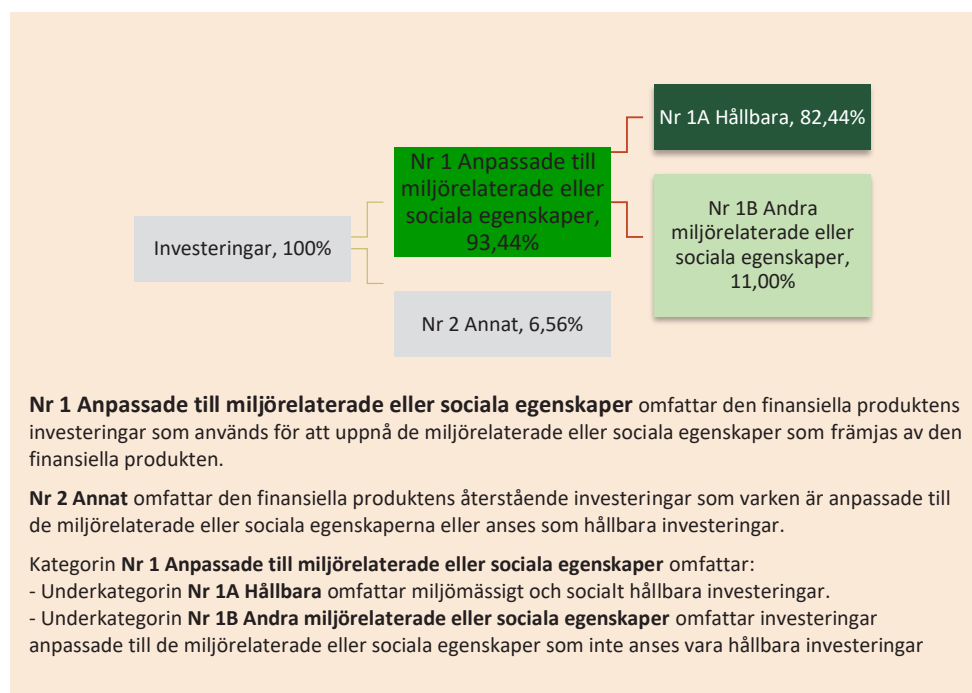 Nr 1A Hållbara, 82,44%
Nr 1 Anpassade till
miljörelaterade eller
sociala egenskaper,
93,44%
Nr 1B Andra
miljörelaterade eller
sociala egenskaper,
11,00%
Investeringar, 100%
Nr 2 Annat, 6,56%
Nr 1 Anpassade till miljörelaterade eller sociala egenskaper omfattar den finansiella produktens
investeringar som används för att uppnå de miljörelaterade eller sociala egenskaper som främjas av den
finansiella produkten.
Nr 2 Annat omfattar den finansiella produktens återstående investeringar som varken är anpassade till
de miljörelaterade eller sociala egenskaperna eller anses som hållbara investeringar.
Kategorin Nr 1 Anpassade till miljörelaterade eller sociala egenskaper omfattar:
- Underkategorin Nr 1A Hållbara omfattar miljömässigt och socialt hållbara investeringar.
- Underkategorin Nr 1B Andra miljörelaterade eller sociala egenskaper omfattar investeringar
anpassade till de miljörelaterade eller sociala egenskaper som inte anses vara hållbara investeringar